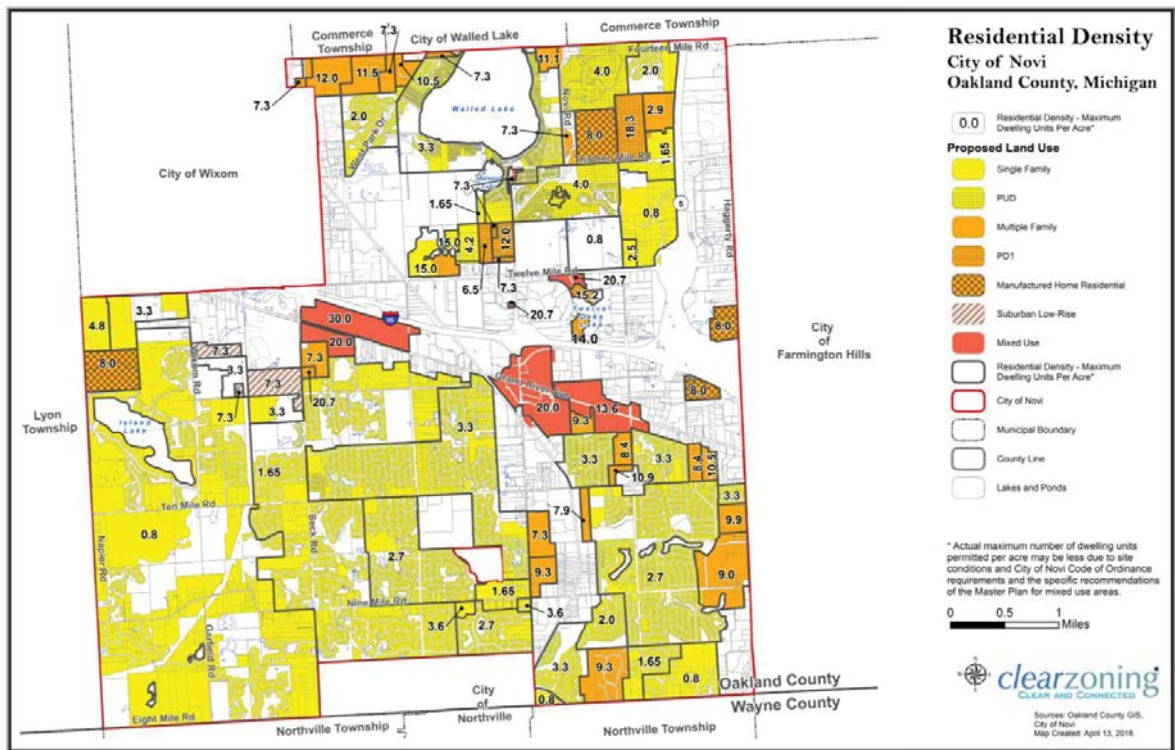 Residential Density
City of Novi
Oakland County, Michigan
0.0
Residential Density - Maximum
Dwelling Units Per Acre*
Proposed Land Use
Single Family
PUD
Multiple Family
PD1
Manufactured Home Residential
Suburban Low-Rise
Mixed Use
Residential Density - Maximum
Dwelling Units Per Acre*
City of Novi
Municipal Boundary
County Line
Lakes and Ponds
* Actual maximum number of dwelling units
permitted per acre may be less due to site
conditions and City of Novi Code of Ordinance
requirements and the specific recommendations
of the Master Plan for mixed use areas.
0 0.5 1
Miles
clearzoning
CLEAR AND CONNECTED
Sources: Oakland County GIS,
City of Novi
Map Created: April 13, 2016
Commerce
Township
7.3
City of Walled Lake
Commerce Township
Fourteen Mile Rd
12.0
11.5
10.5
7.3
11.1
4.0
2.0
7.3
Walled Lake
Novi Rd
2.0
West Park Dr
7.3
8.0
18.3
2.9
3.3
1.65
City of Wixom
7.3
4.0
1.65
0.8
5
Haggerty Rd
15.0
4.2
12.0
0.8
2.5
15.0
Twelve Mile Rd
6.5
7.3
20.7
15.2
20.7
14.0
3.3
4.8
30.0
20.0
8.0
City
of
Farmington Hills
8.0
7.3
7.3
3.3
7.3
Grand River Ave
8.0
Lyon
Township
7.3
3.3
20.7
20.0
9.3
13.6
Island
Lake
3.3
3.3
8.4
3.3
8.4
10.5
1.65
10.9
Ten Mile Rd
7.9
3.3
0.8
Beck Rd
7.3
9.9
Napier Rd
2.7
9.3
2.7
9.0
1.65
Nine Mile Rd
3.6
2.7
3.6
2.0
Garfield Rd
3.3
9.3
1.65
0.8
0.8
Eight Mile Rd
City
of
Northville
Oakland County
Wayne County
Northville Township
Northville Township